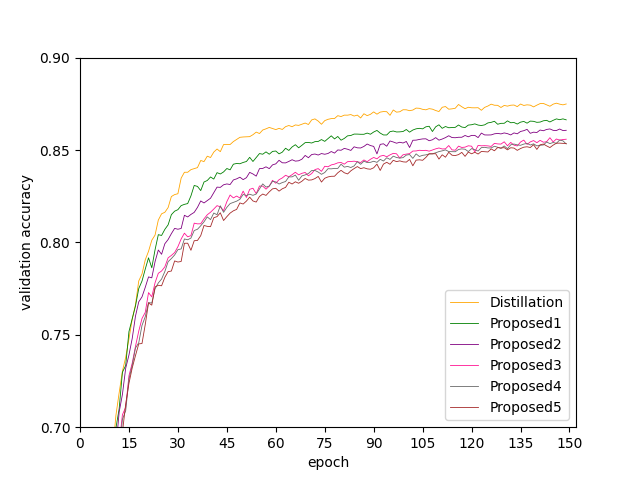 0.90
0.85
0.80
0.75
0.70
validation accuracy
0 15 30 45 60 75 90 105 120 135 150
epoch
Distillation
Proposed1
Proposed2
Proposed3
Proposed4
Proposed5